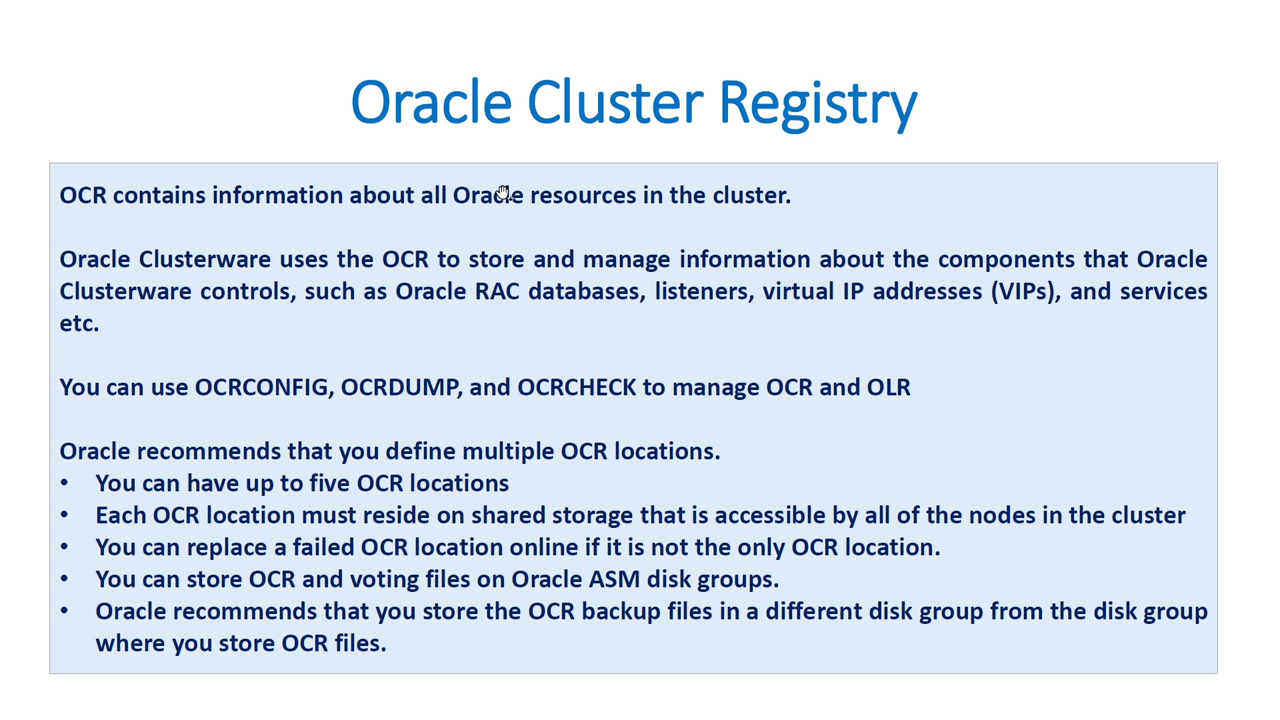 Oracle Cluster Registry
OCR contains information about all Oracle resources in the cluster.
Oracle Clusterware uses the OCR to store and manage information about the components that Oracle
Clusterware controls, such as Oracle RAC databases, listeners, virtual IP addresses (VIPs), and services
etc.
You can use OCRCONFIG, OCRDUMP, and OCRCHECK to manage OCR and OLR
Oracle recommends that you define multiple OCR locations.
• You can have up to five OCR locations
• Each OCR location must reside on shared storage that is accessible by all of the nodes in the cluster
• You can replace a failed OCR location online if it is not the only OCR location.
• You can store OCR and voting files on Oracle ASM disk groups.
• Oracle recommends that you store the OCR backup files in a different disk group from the disk group
where you store OCR files.